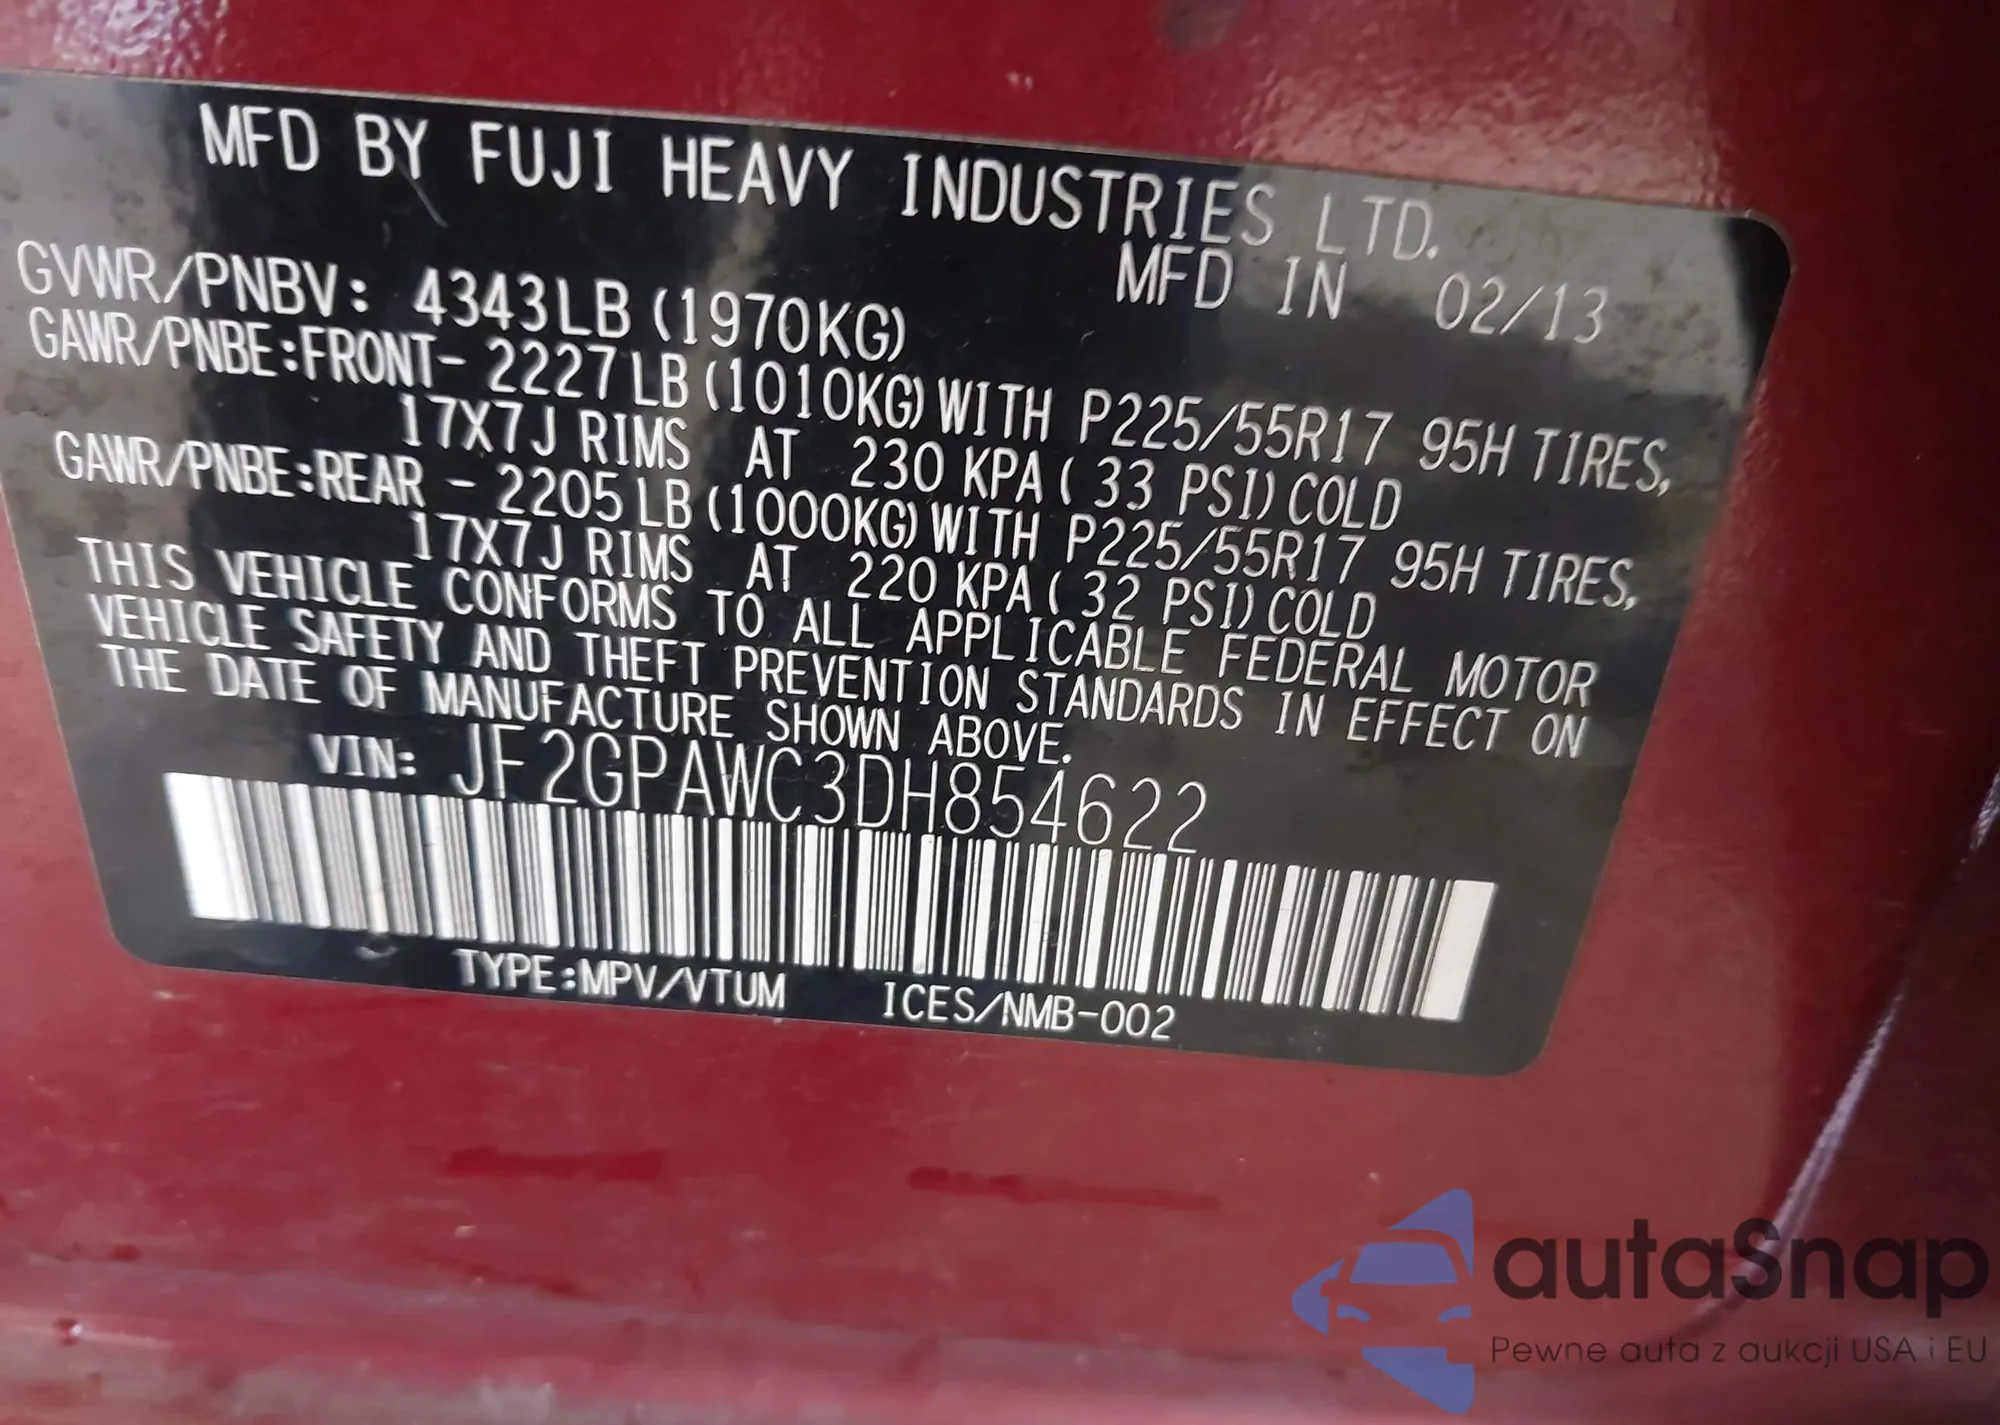 MFD BY FUJI HEAVY INDUSTRIES LTD.
MFD IN 02/13
GVWR/PNBV: 4343LB (1970KG)
GAWR/PNBE:FRONT- 2227LB (1010KG) WITH P225/55R17 95H TIRES,
17X7J RIMS AT 230 KPA ( 33 PSI) COLD
GAWR/PNBE:REAR - 2205LB (1000KG) WITH P225/55R17 95H TIRES,
17X7J RIMS AT 220 KPA ( 32 PSI) COLD
THIS VEHICLE CONFORMS TO ALL APPLICABLE FEDERAL MOTOR
VEHICLE SAFETY AND THEFT PREVENTION STANDARDS IN EFFECT ON
THE DATE OF MANUFACTURE SHOWN ABOVE.
VIN: JF2GPAWC3DH854622
TYPE:MPV/VTUM ICES/NMB-002
autaSnap
Pewne auta z aukcji USA i EU